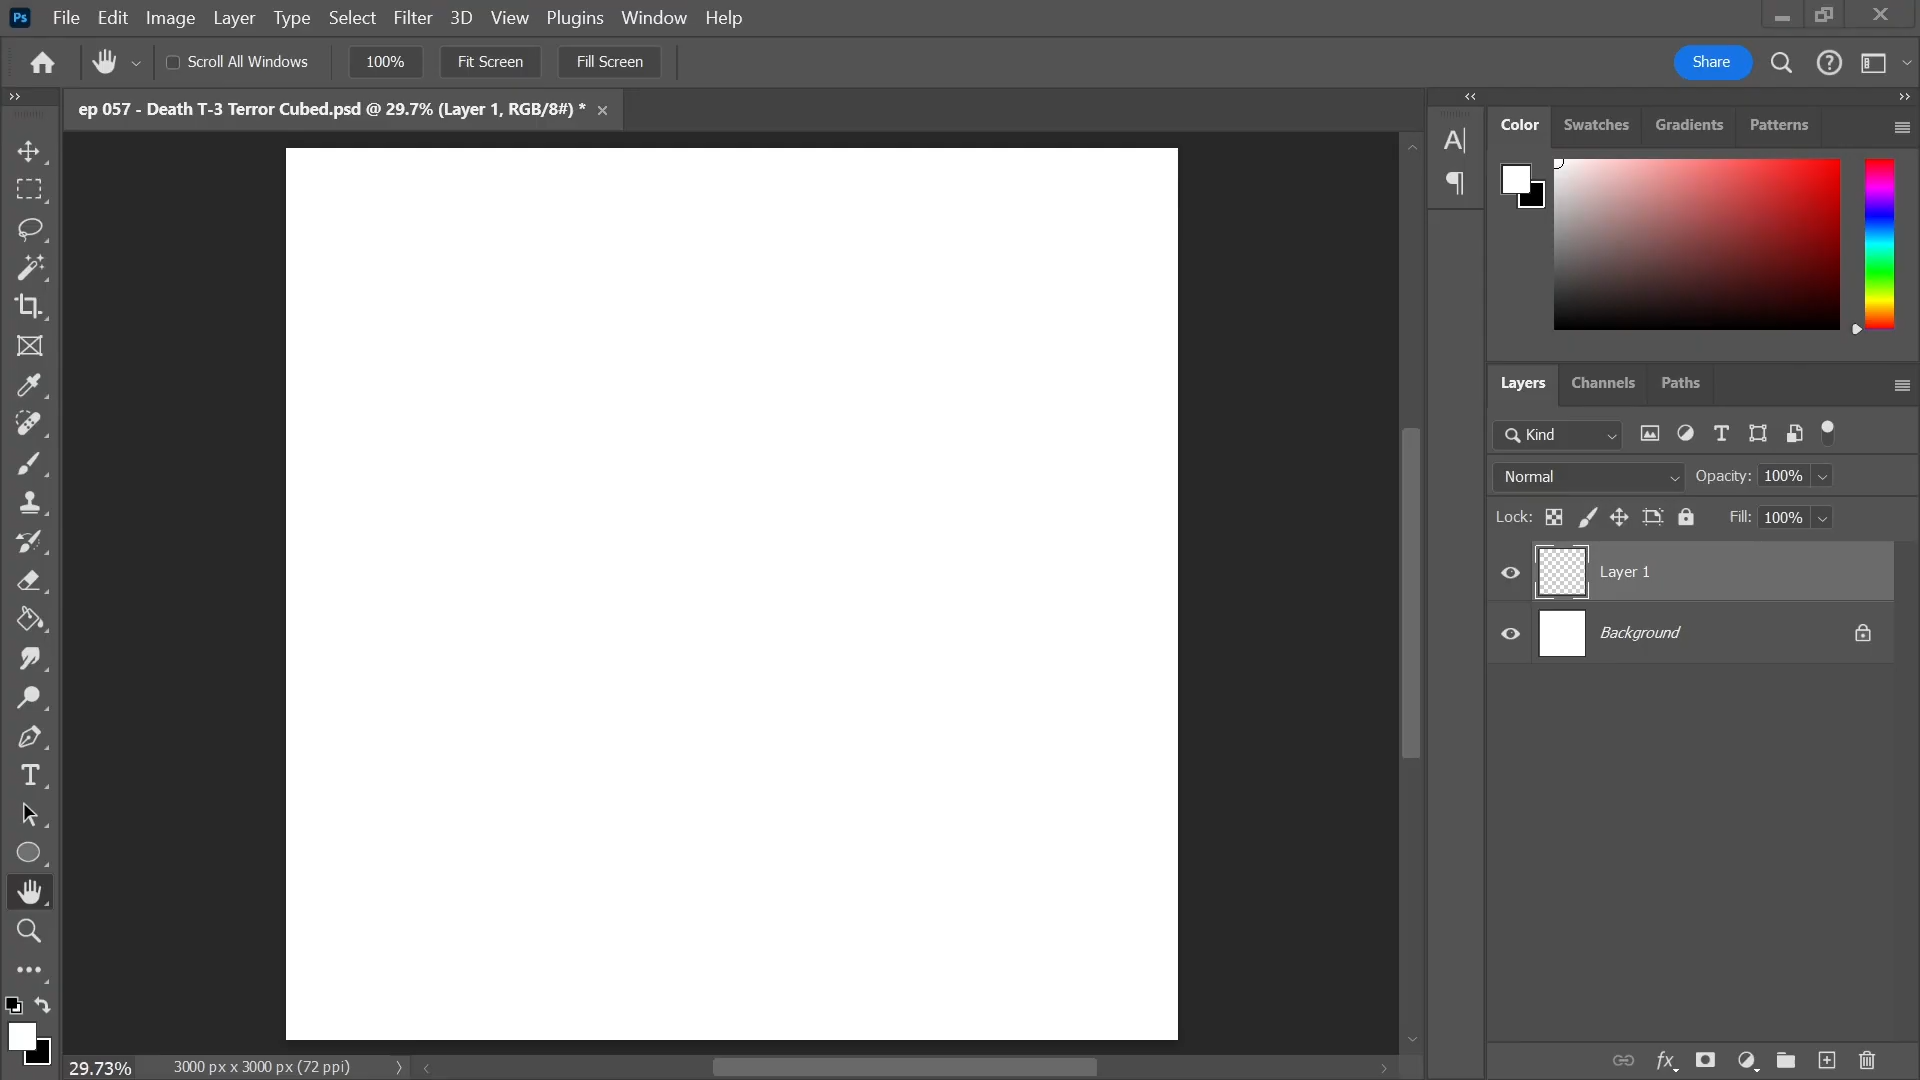 Ps File Edit Image Layer Type Select Filter 3D View Plugins Window Help
Scroll All Windows 100% Fit Screen Fill Screen Share
ep 057 - Death T-3 Terror Cubed.psd @ 29.7% (Layer 1, RGB/8#) *
Color Swatches Gradients Patterns
Layers Channels Paths
Kind
Normal Opacity: 100%
Lock: Fill: 100%
Layer 1
Background
29.73% 3000 px x 3000 px (72 ppi)